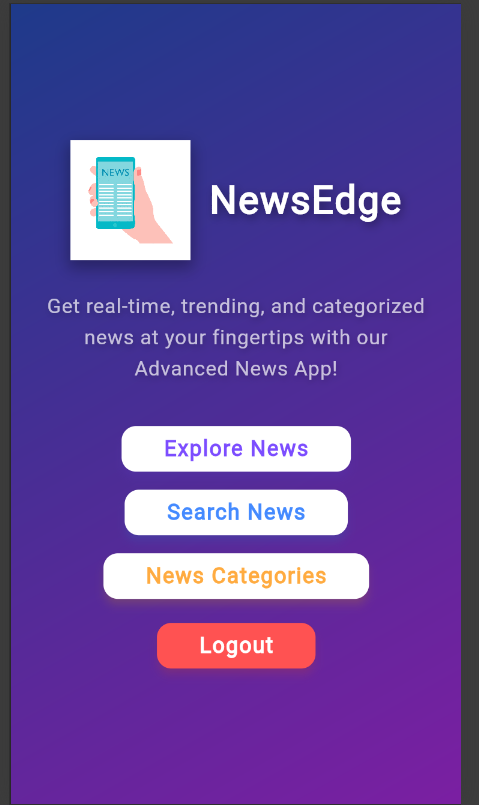 NEWS
NewsEdge
Get real-time, trending, and categorized
news at your fingertips with our
Advanced News App!
Explore News
Search News
News Categories
Logout